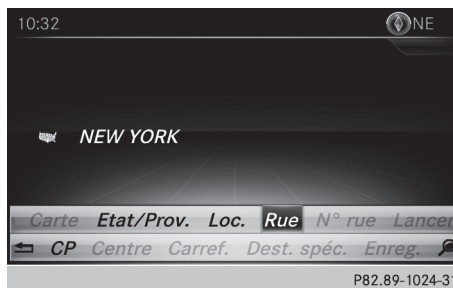 10:32 NE
NEW YORK
Carte Etat/Prov. Loc. Rue N° rue Lancer
CP Centre Carref. Dest. spéc. Enreg.
P82.89-1024-31